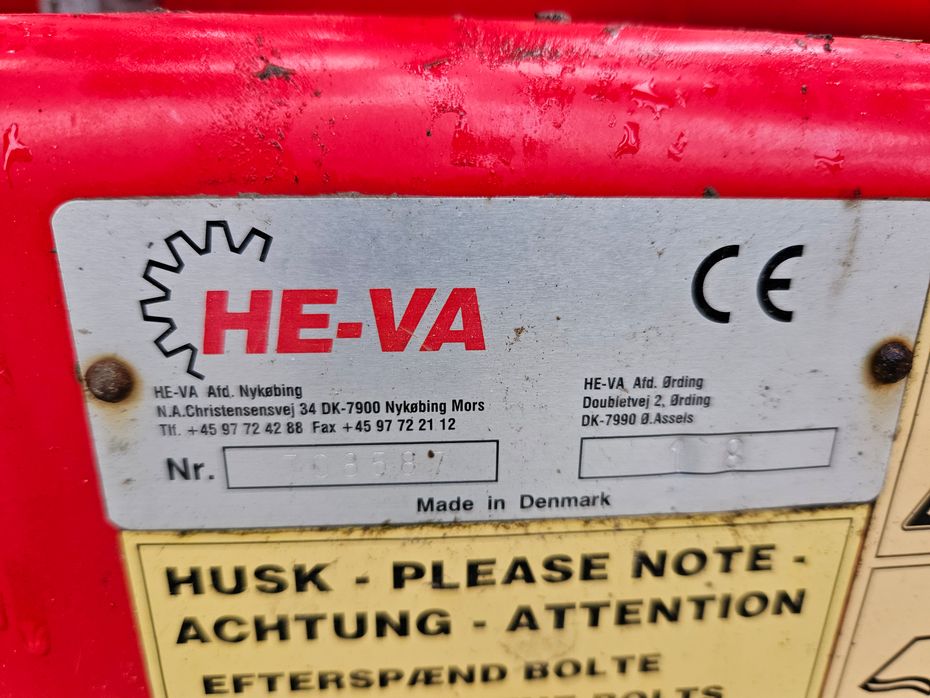 HE-VA
CE
HE-VA Afd. Nykøbing
N.A.Christensensvej 34 DK-7900 Nykøbing Mors
Tlf. +45 97 72 42 88 Fax +45 97 72 21 12
HE-VA Afd. Ørding
Doubletvej 2, Ørding
DK-7990 Ø.Assels
Nr.
Made in Denmark
HUSK - PLEASE NOTE -
ACHTUNG - ATTENTION
EFTERSPÆND BOLTE
BOLTS